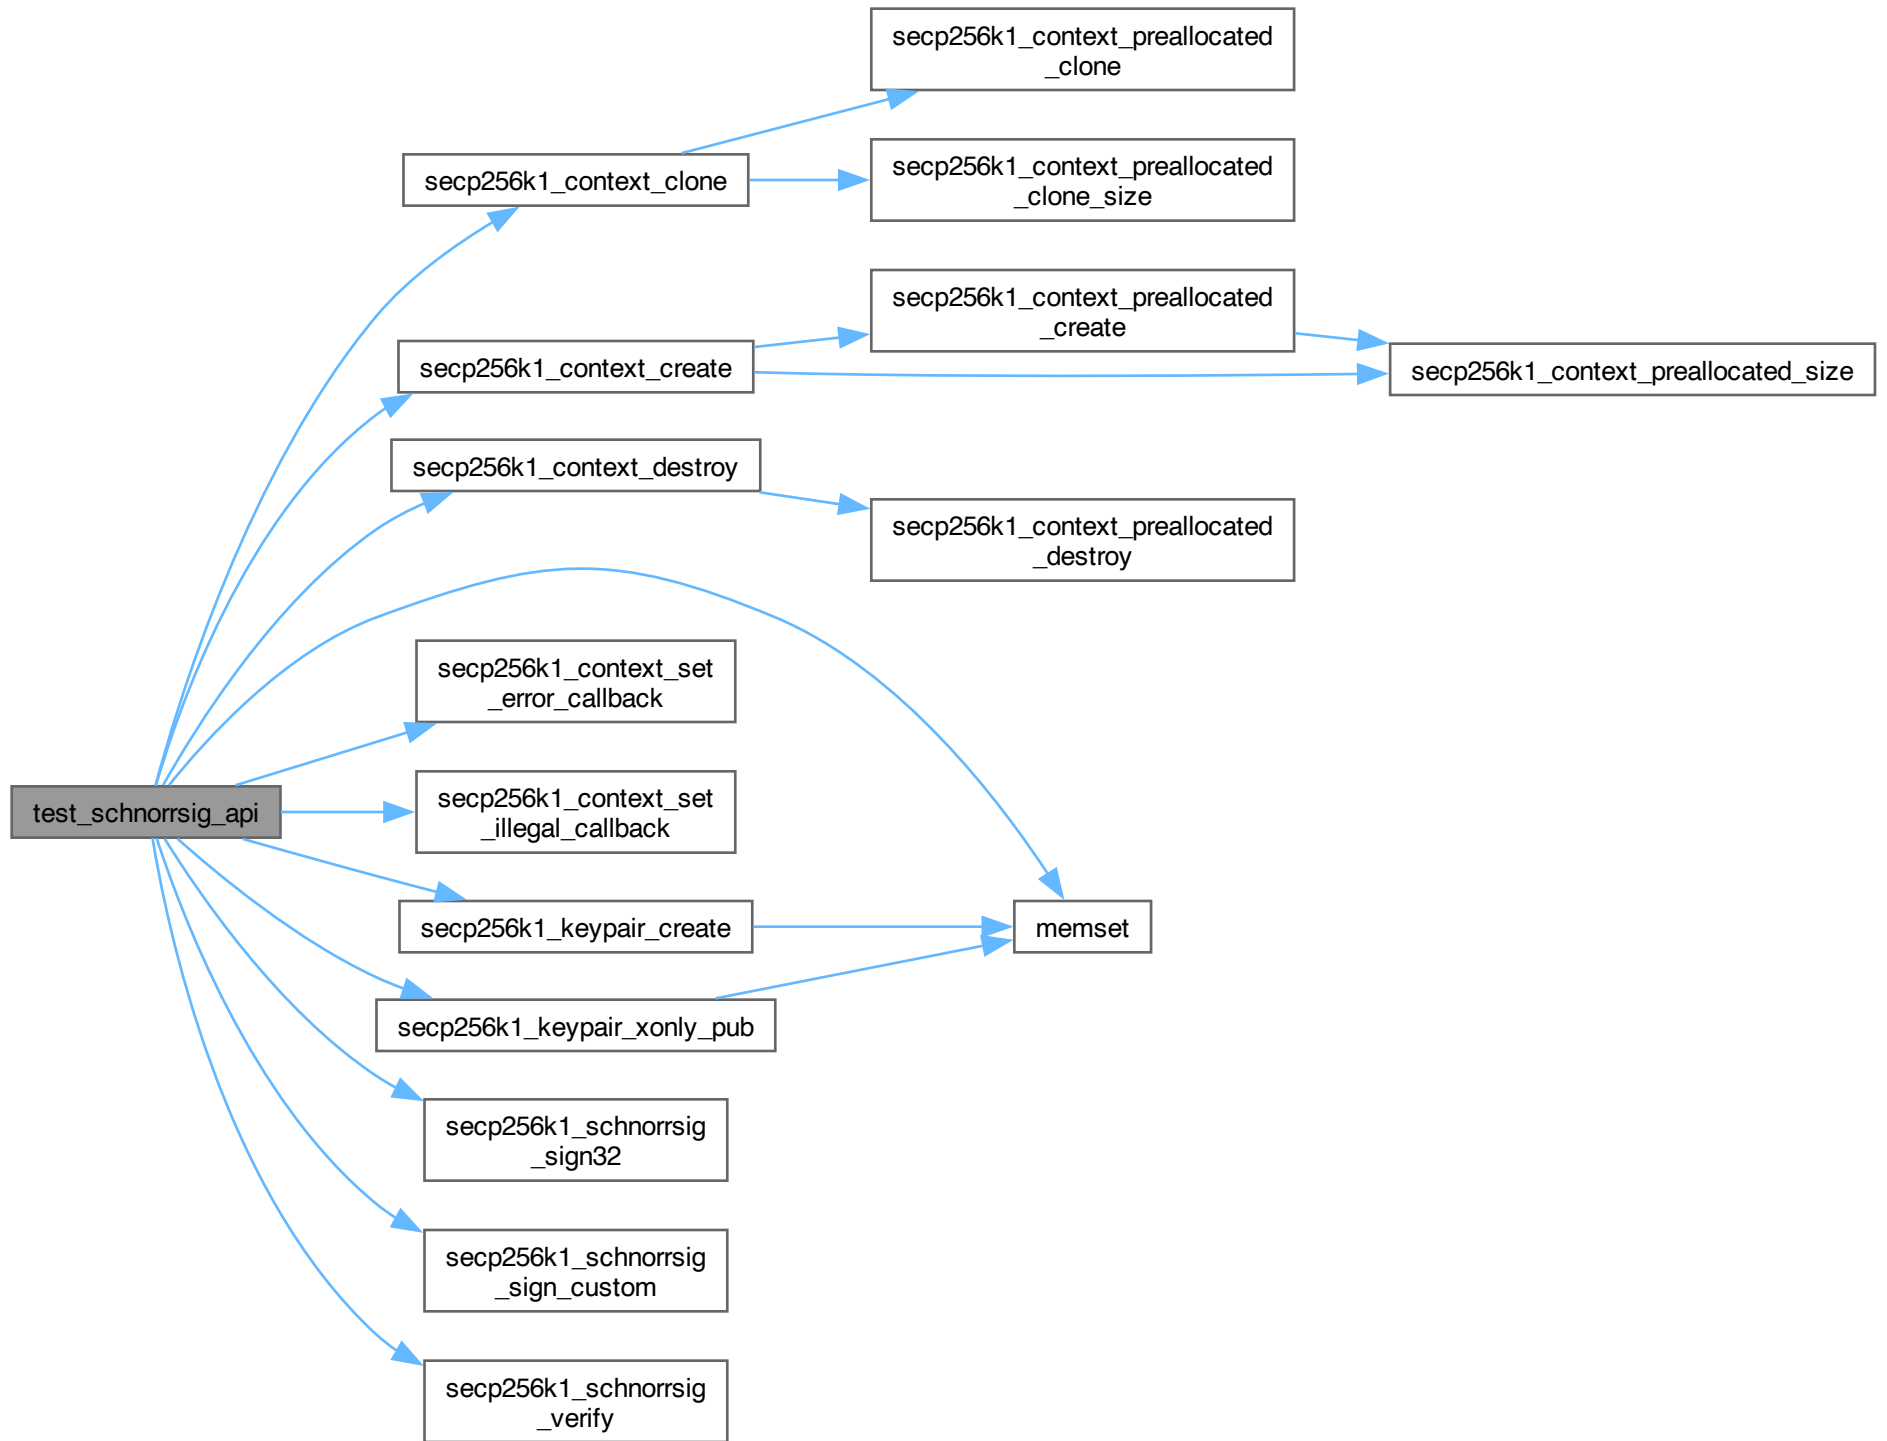 secp256k1_context_preallocated
_clone
secp256k1_context_clone
secp256k1_context_preallocated
_clone_size
secp256k1_context_preallocated
_create
secp256k1_context_create
secp256k1_context_preallocated_size
secp256k1_context_destroy
secp256k1_context_preallocated
_destroy
secp256k1_context_set
_error_callback
test_schnorrsig_api
secp256k1_context_set
_illegal_callback
secp256k1_keypair_create
memset
secp256k1_keypair_xonly_pub
secp256k1_schnorrsig
_sign32
secp256k1_schnorrsig
_sign_custom
secp256k1_schnorrsig
_verify